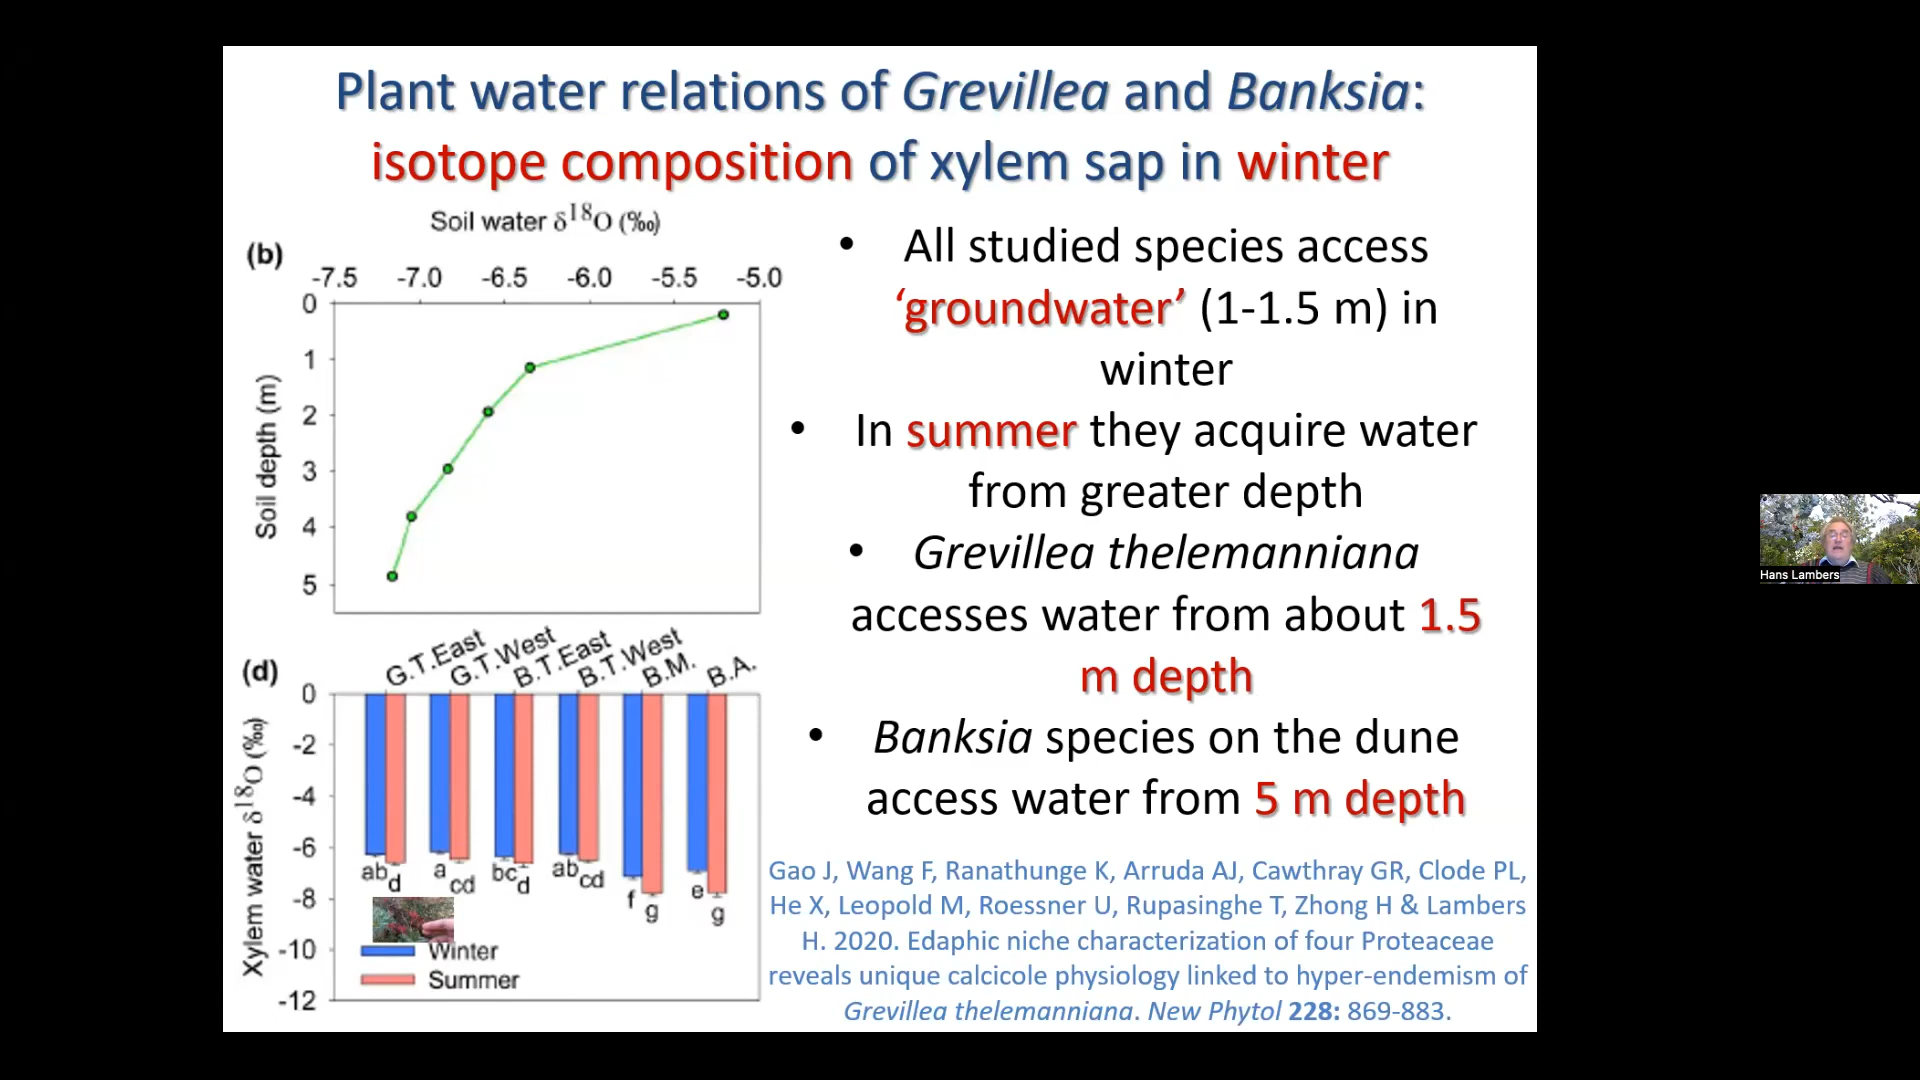 Plant water relations of Grevillea and Banksia:
isotope composition of xylem sap in winter
Soil water δ18O (‰)
(b)
-7.5 -7.0 -6.5 -6.0 -5.5 -5.0
0
1
2
3
4
5
Soil depth (m)
(d)
G.T.East G.T.West B.T.East B.T.West B.M. B.A.
0
-2
-4
-6
-8
-10
-12
Xylem water δ18O (‰)
ab d a cd bc d ab cd f g e g
Winter
Summer
• All studied species access
‘groundwater’ (1-1.5 m) in
winter
• In summer they acquire water
from greater depth
• Grevillea thelemanniana
accesses water from about 1.5
m depth
• Banksia species on the dune
access water from 5 m depth
Gao J, Wang F, Ranathunge K, Arruda AJ, Cawthray GR, Clode PL,
He X, Leopold M, Roessner U, Rupasinghe T, Zhong H & Lambers
H. 2020. Edaphic niche characterization of four Proteaceae
reveals unique calcicole physiology linked to hyper-endemism of
Grevillea thelemanniana. New Phytol 228: 869-883.
Hans Lambers